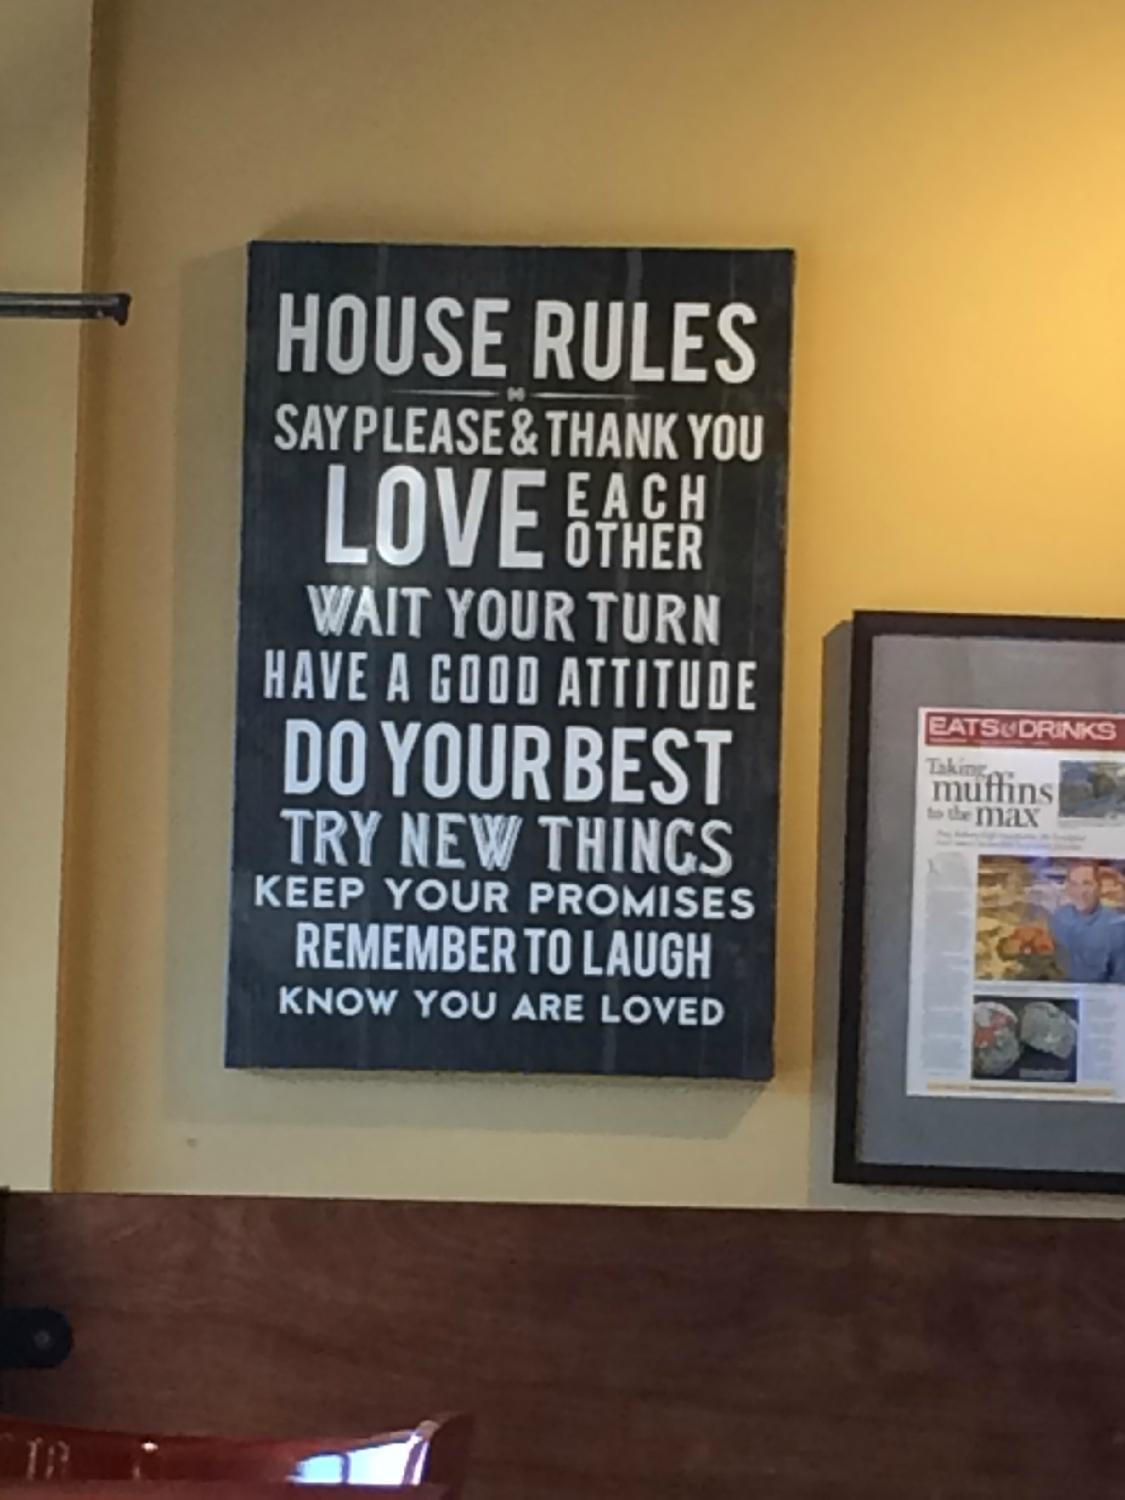 HOUSE RULES
SAY PLEASE & THANK YOU
LOVE EACH OTHER
WAIT YOUR TURN
HAVE A GOOD ATTITUDE
DO YOUR BEST
TRY NEW THINGS
KEEP YOUR PROMISES
REMEMBER TO LAUGH
KNOW YOU ARE LOVED
EATS & DRINKS
Taking
muffins
to the max